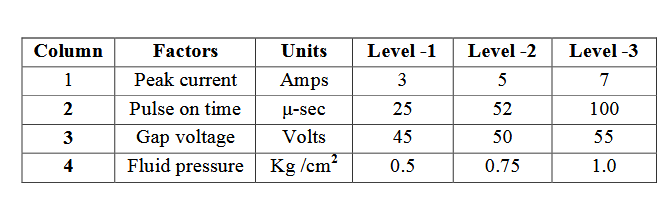 Column Factors Units Level -1 Level -2 Level -3
1 Peak current Amps 3 5 7
2 Pulse on time μ-sec 25 52 100
3 Gap voltage Volts 45 50 55
4 Fluid pressure Kg /cm² 0.5 0.75 1.0